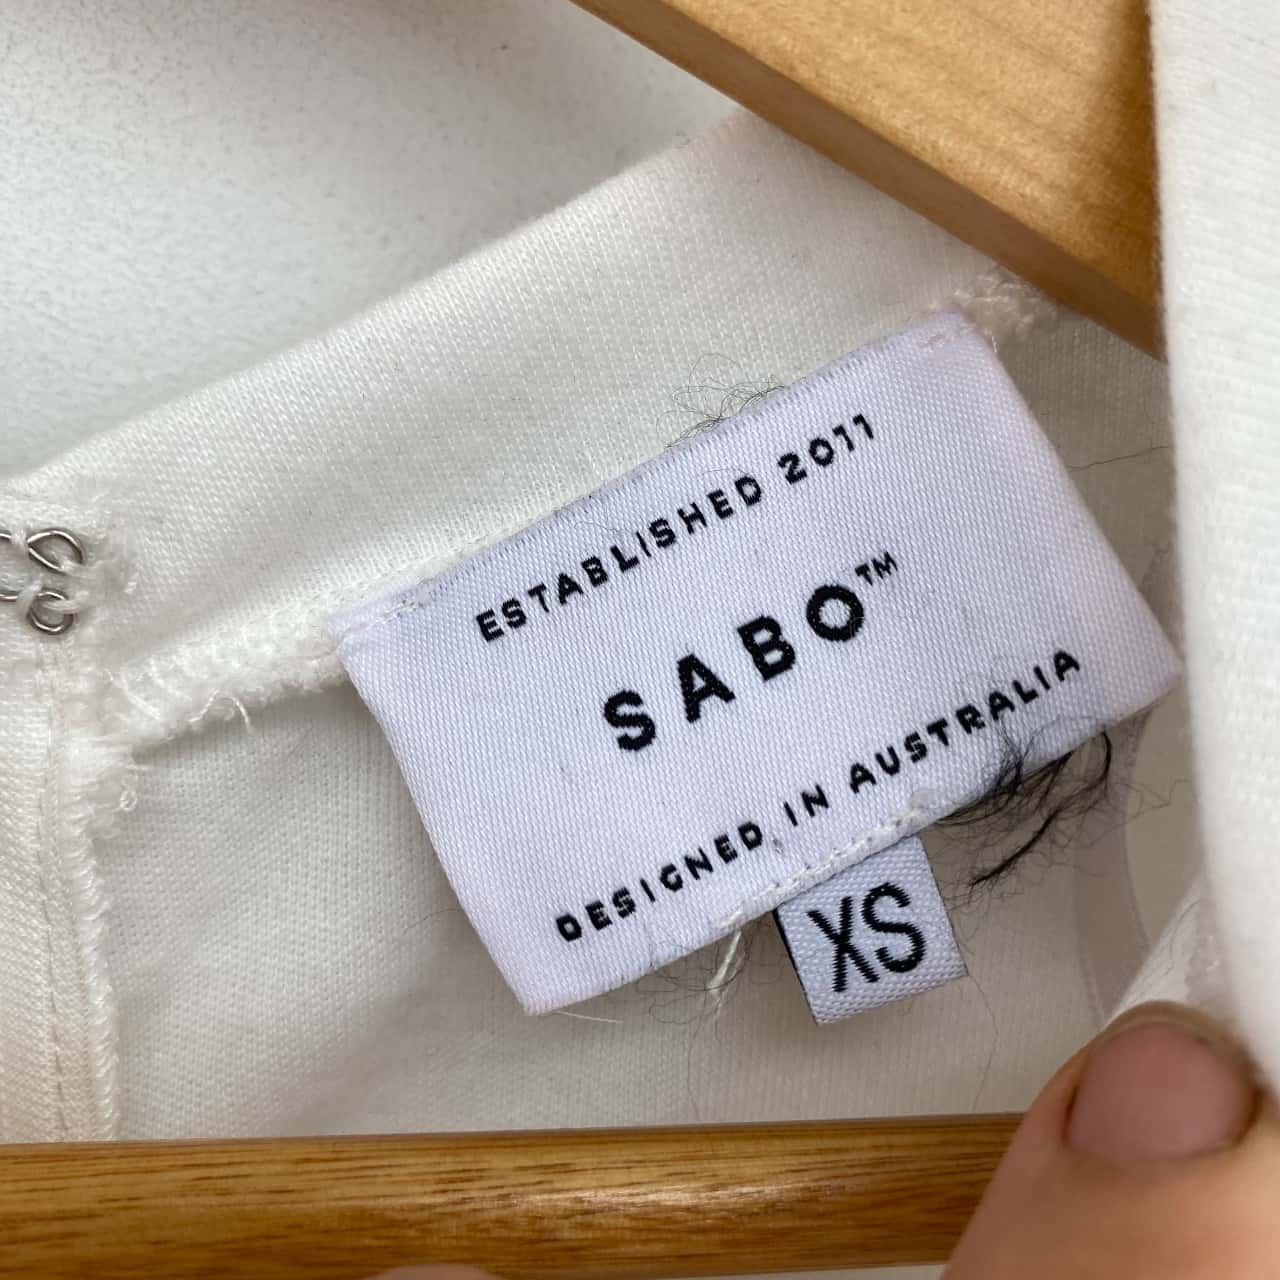 ESTABLISHED 2011
SABO™
DESIGNED IN AUSTRALIA
XS